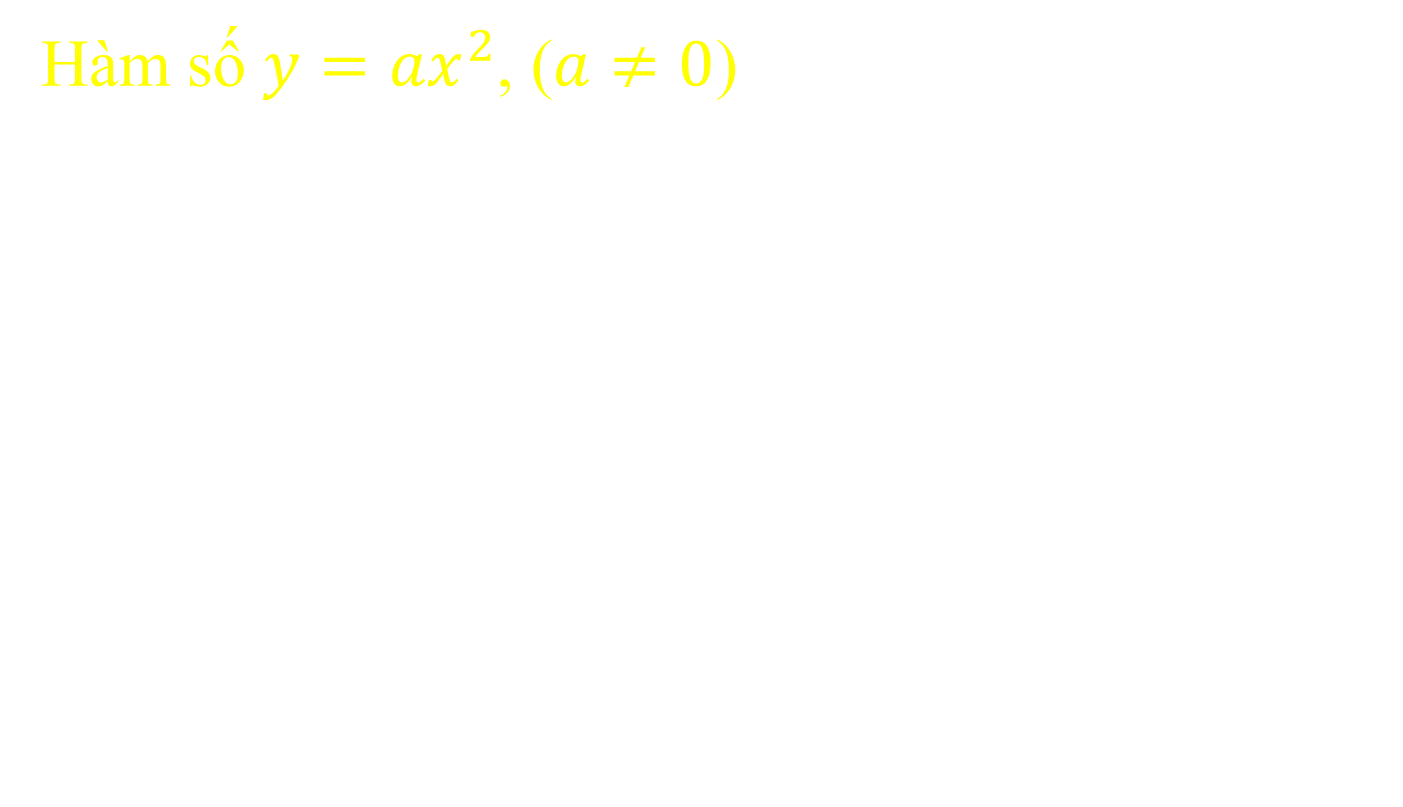 Hàm số 𝑦 = 𝑎𝑥², (𝑎 ≠ 0)